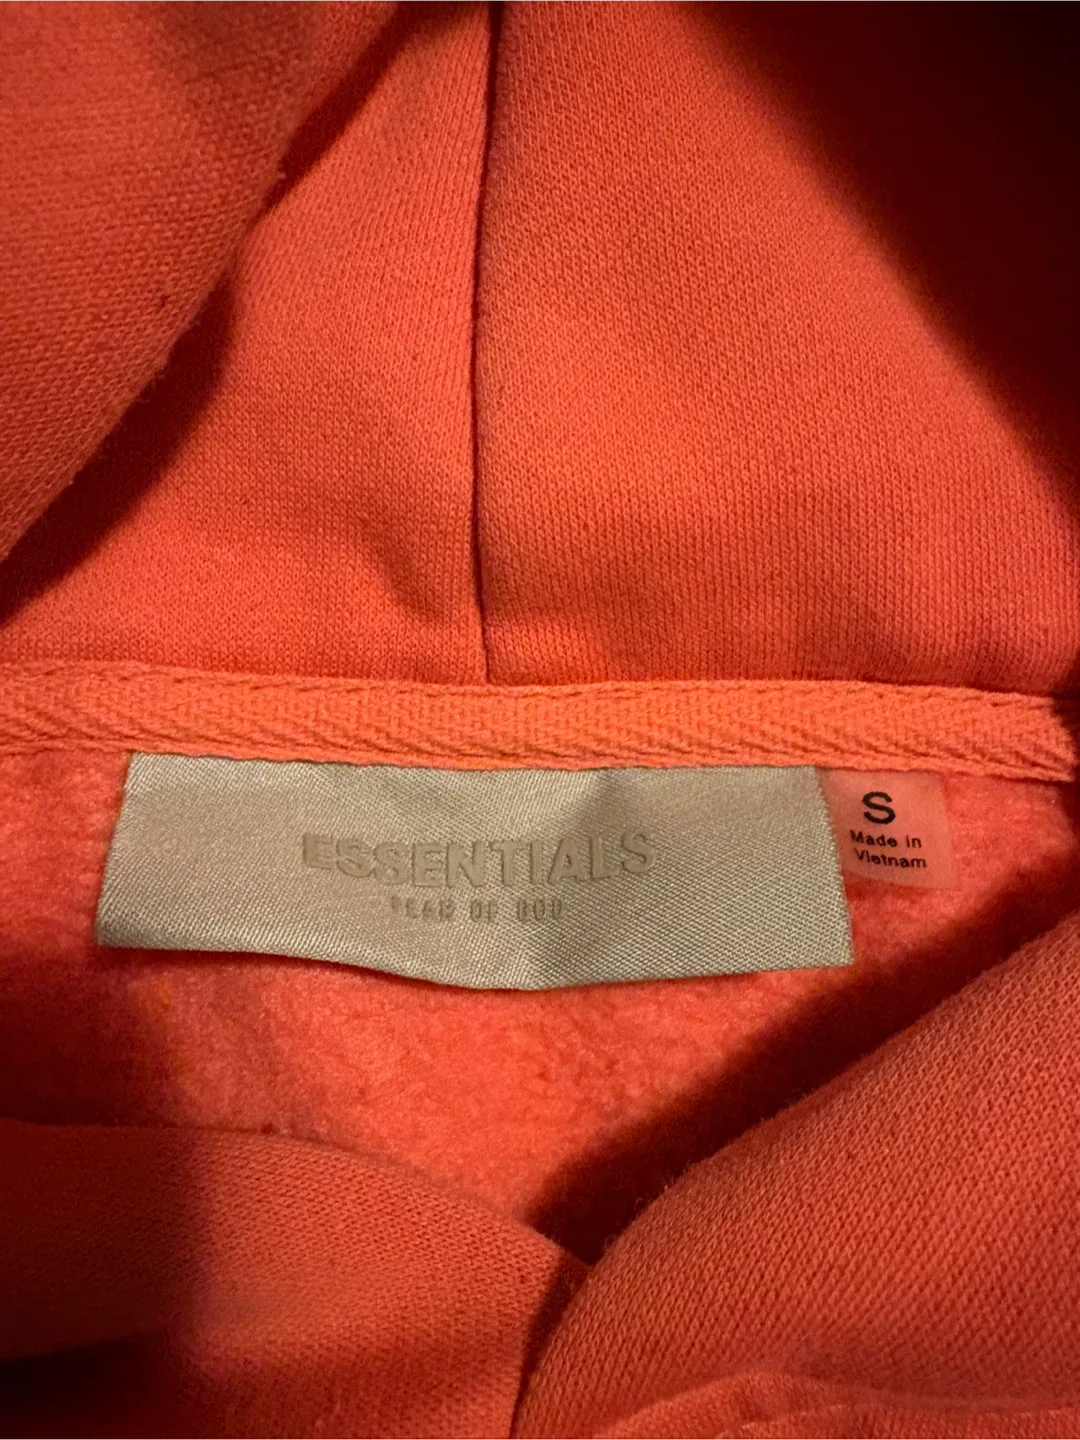 ESSENTIALS
FEAR OF GOD
S
Made in
Vietnam